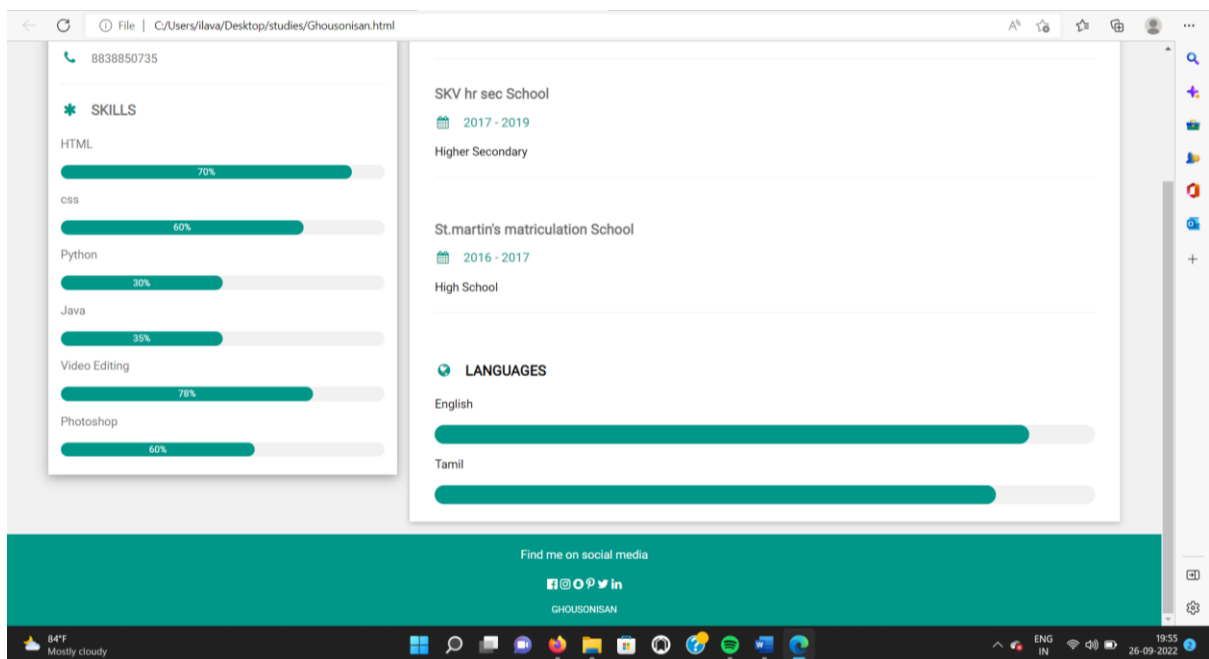 File | C:/Users/ilava/Desktop/studies/Ghousonisan.html
8838850735
SKILLS
HTML
70%
css
60%
Python
30%
Java
35%
Video Editing
78%
Photoshop
60%
SKV hr sec School
2017 - 2019
Higher Secondary
St.martin's matriculation School
2016 - 2017
High School
LANGUAGES
English
Tamil
Find me on social media
GHOUSONISAN
84°F
Mostly cloudy
ENG
IN
19:55
26-09-2022
2